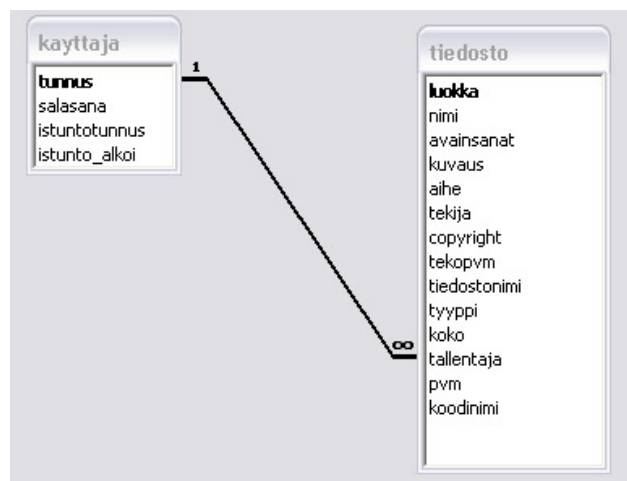 kayttaja
tunnus
salasana
istuntotunnus
istunto_alkoi
1
∞
tiedosto
luokka
nimi
avainsanat
kuvaus
aihe
tekija
copyright
tekopvm
tiedostonimi
tyyppi
koko
tallentaja
pvm
koodinimi